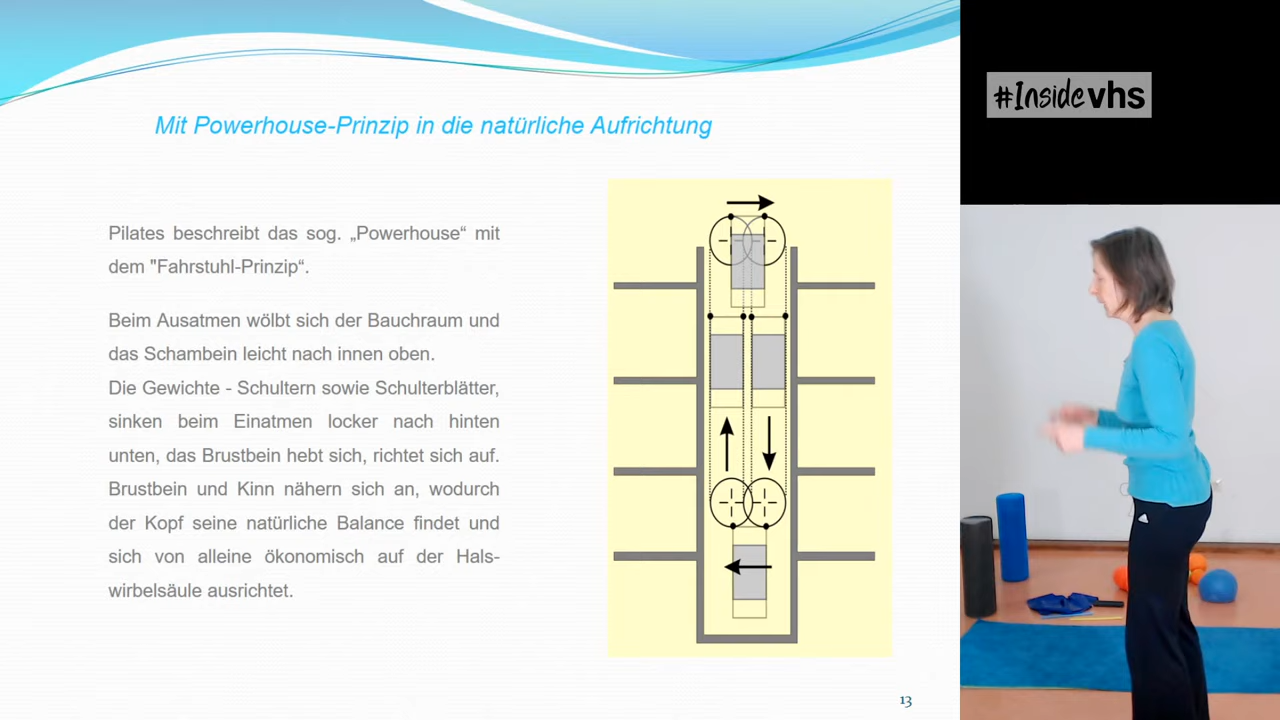 #Insidevhs
Mit Powerhouse-Prinzip in die natürliche Aufrichtung
Pilates beschreibt das sog. „Powerhouse“ mit
dem "Fahrstuhl-Prinzip“.
Beim Ausatmen wölbt sich der Bauchraum und
das Schambein leicht nach innen oben.
Die Gewichte - Schultern sowie Schulterblätter,
sinken beim Einatmen locker nach hinten
unten, das Brustbein hebt sich, richtet sich auf.
Brustbein und Kinn nähern sich an, wodurch
der Kopf seine natürliche Balance findet und
sich von alleine ökonomisch auf der Hals-
wirbelsäule ausrichtet.
13